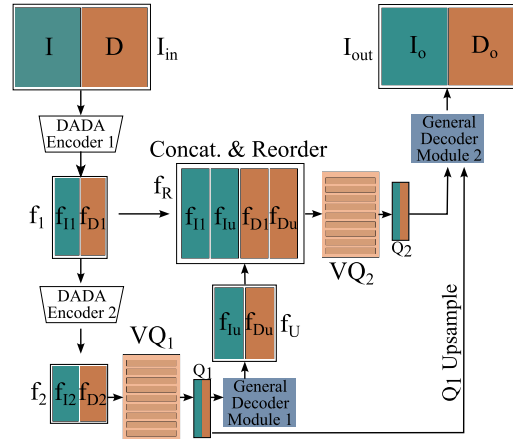 I D I_in
I_out I_o D_o
DADA
Encoder 1
General
Decoder
Module 2
Concat. & Reorder
f_R
f_1 f_I1 f_D1
f_I1 f_Iu f_D1 f_Du
Q_2
VQ_2
DADA
Encoder 2
f_Iu f_Du f_U
VQ_1
Q_1 Upsample
Q_1
f_2 f_I2 f_D2
General
Decoder
Module 1